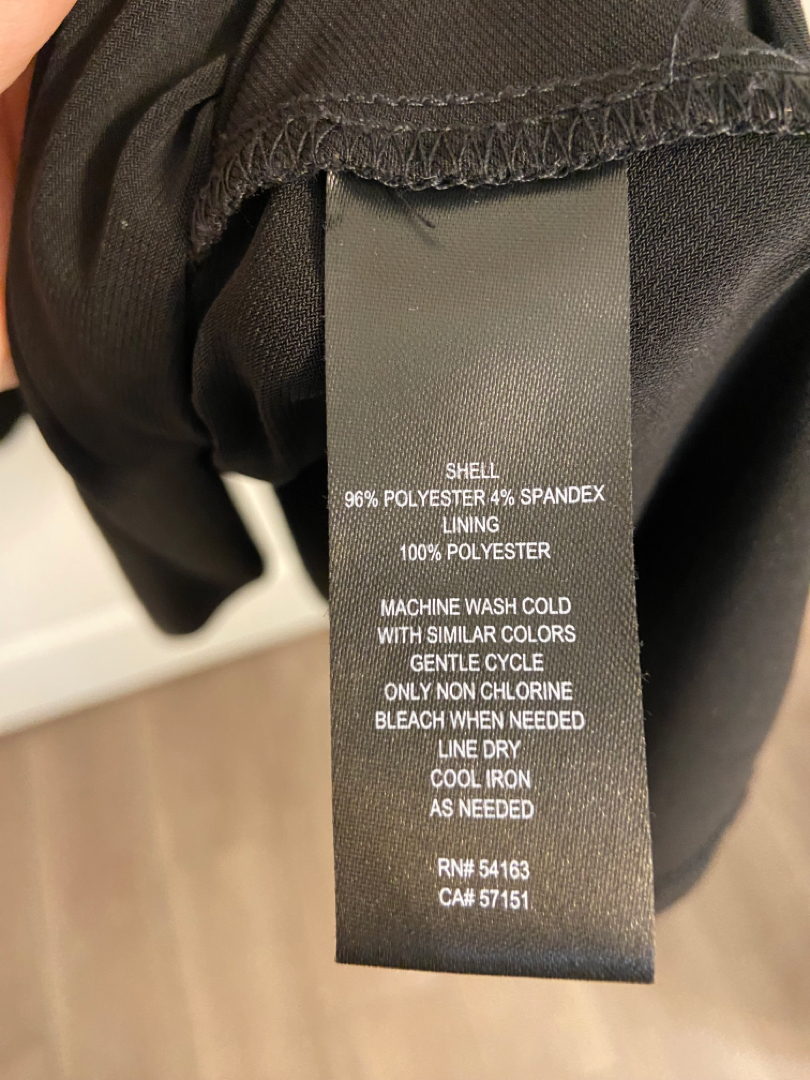 SHELL
96% POLYESTER 4% SPANDEX
LINING
100% POLYESTER
MACHINE WASH COLD
WITH SIMILAR COLORS
GENTLE CYCLE
ONLY NON CHLORINE
BLEACH WHEN NEEDED
LINE DRY
COOL IRON
AS NEEDED
RN# 54163
CA# 57151